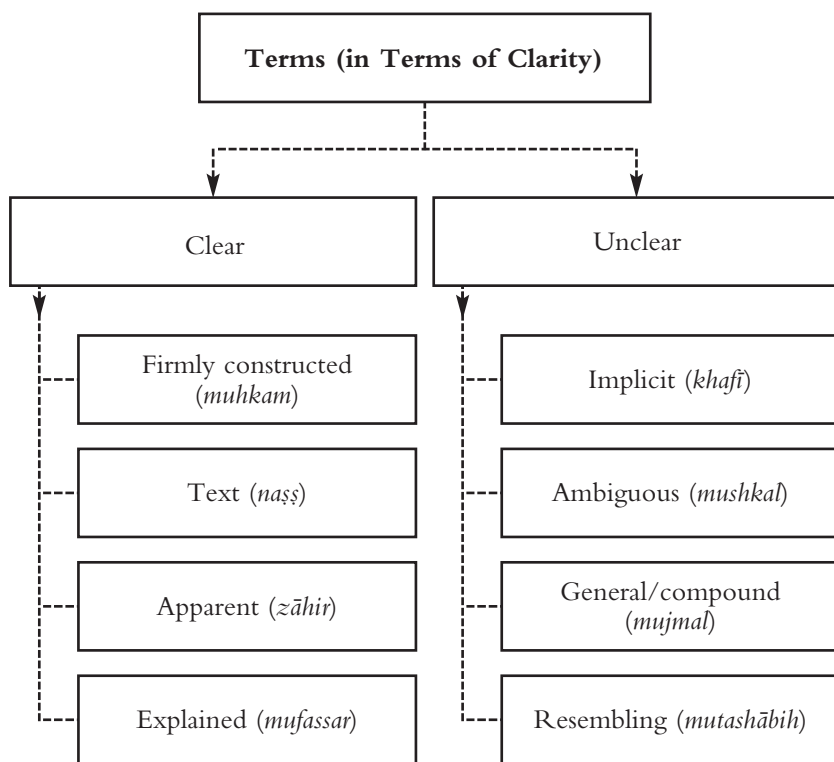 Terms (in Terms of Clarity)
Clear
Unclear
Firmly constructed
(muhkam)
Text (naṣṣ)
Apparent (zāhir)
Explained (mufassar)
Implicit (khafī)
Ambiguous (mushkal)
General/compound
(mujmal)
Resembling (mutashābih)